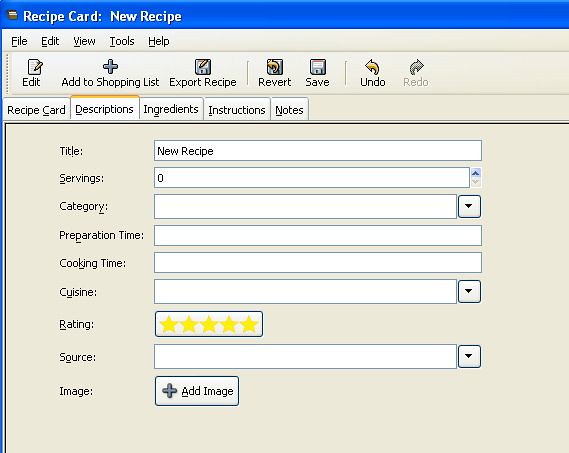 Recipe Card: New Recipe
File Edit View Tools Help
Edit Add to Shopping List Export Recipe Revert Save Undo Redo
Recipe Card Descriptions Ingredients Instructions Notes
Title: New Recipe
Servings: 0
Category:
Preparation Time:
Cooking Time:
Cuisine:
Rating:
Source:
Image: Add Image